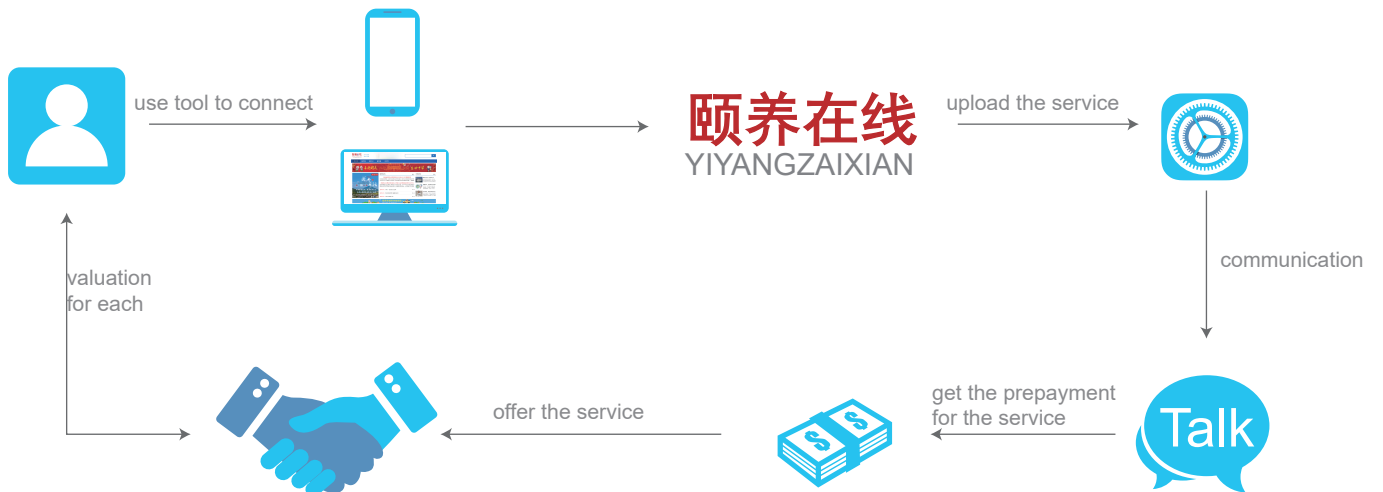 use tool to connect
颐养在线
YIYANGZAIXIAN
upload the service
communication
Talk
get the prepayment
for the service
offer the service
valuation
for each